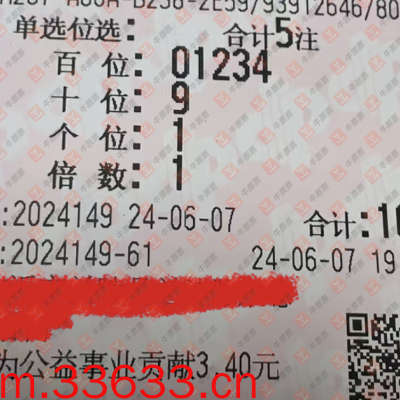 单选位选: 合计5注
百位: 01234
十位: 9
个位: 1
倍数: 1
:2024149 24-06-07 合计:10
:2024149-61 24-06-07 19
为公益事业贡献3.40元
m.33633.cn